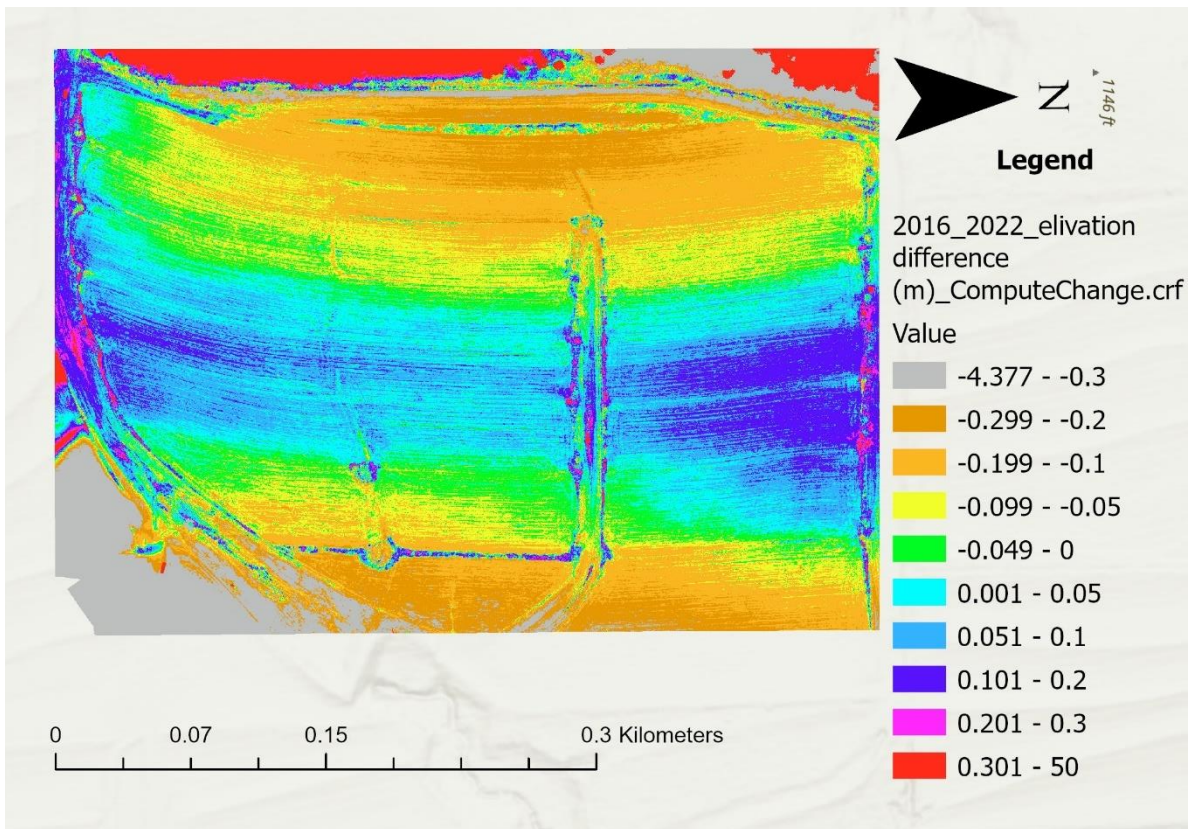 N
1146 ft
Legend
2016_2022_elivation
difference
(m)_ComputeChange.crf
Value
-4.377 - -0.3
-0.299 - -0.2
-0.199 - -0.1
-0.099 - -0.05
-0.049 - 0
0.001 - 0.05
0.051 - 0.1
0.101 - 0.2
0.201 - 0.3
0.301 - 50
0 0.07 0.15 0.3 Kilometers